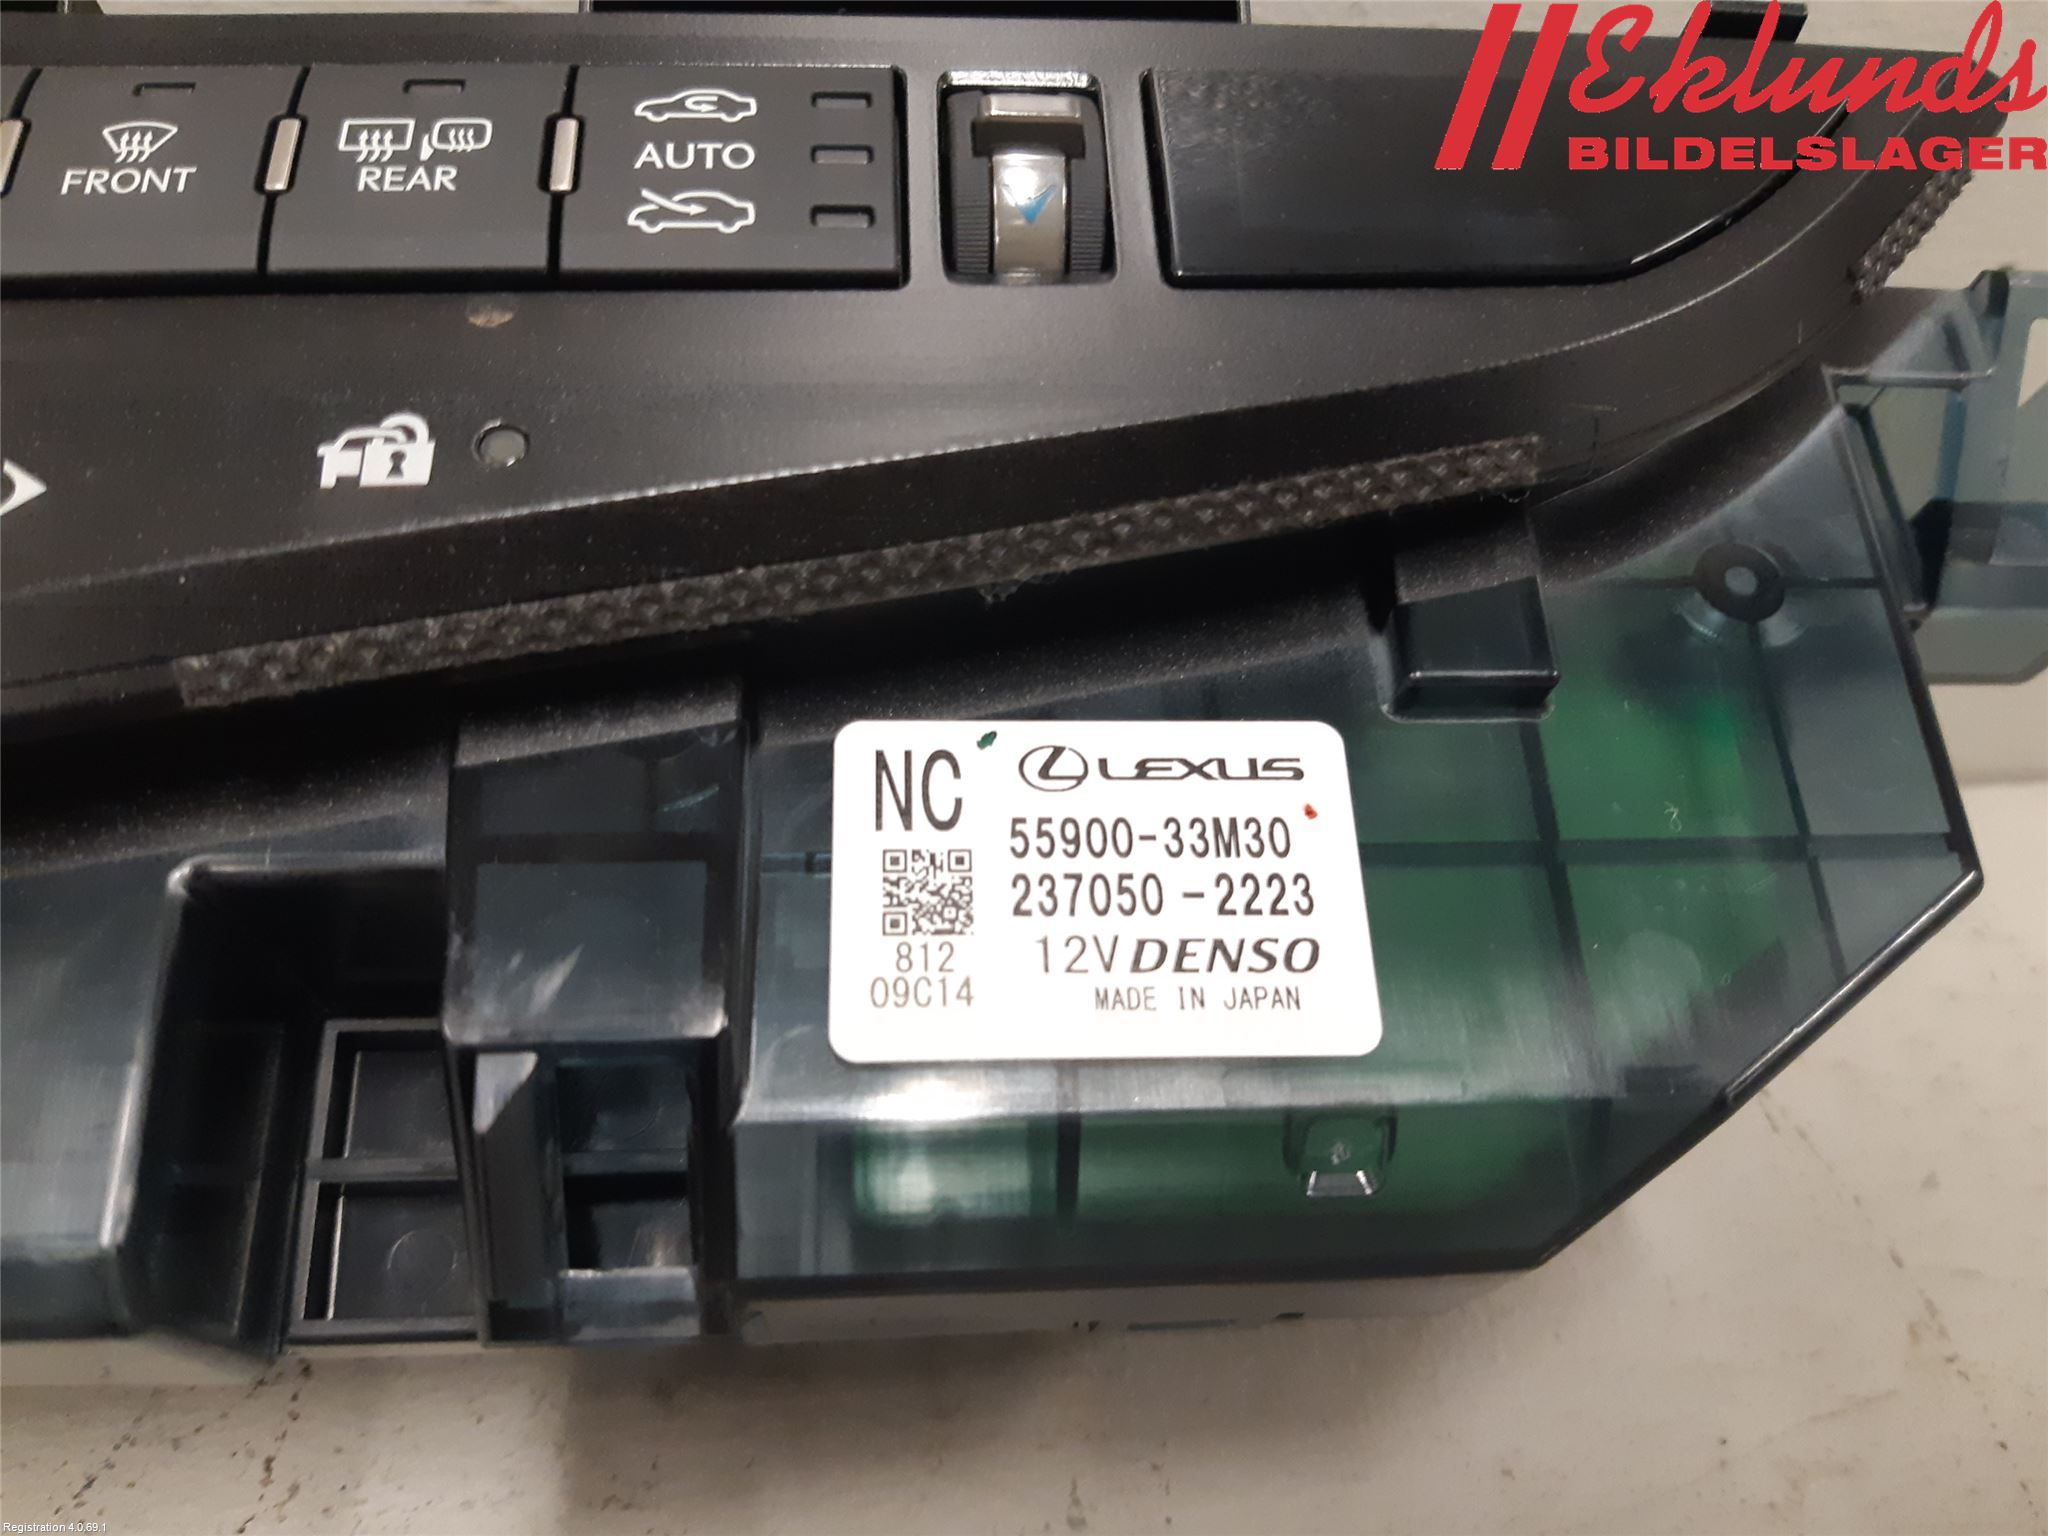 Eklunds
BILDELSLAGER
FRONT
REAR
AUTO
NC
LEXUS
55900-33M30
237050-2223
812
12V DENSO
09C14
MADE IN JAPAN
Registration 4.0.69.1